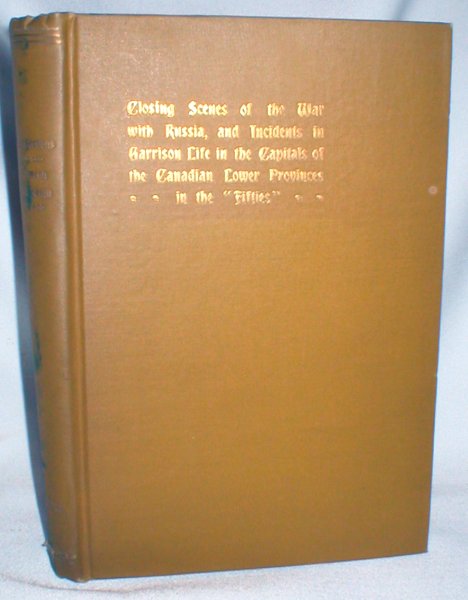 Closing Scenes of the War
with Russia, and Incidents in
Garrison Life in the Capitals of
the Canadian Lower Provinces
in the "Fifties"